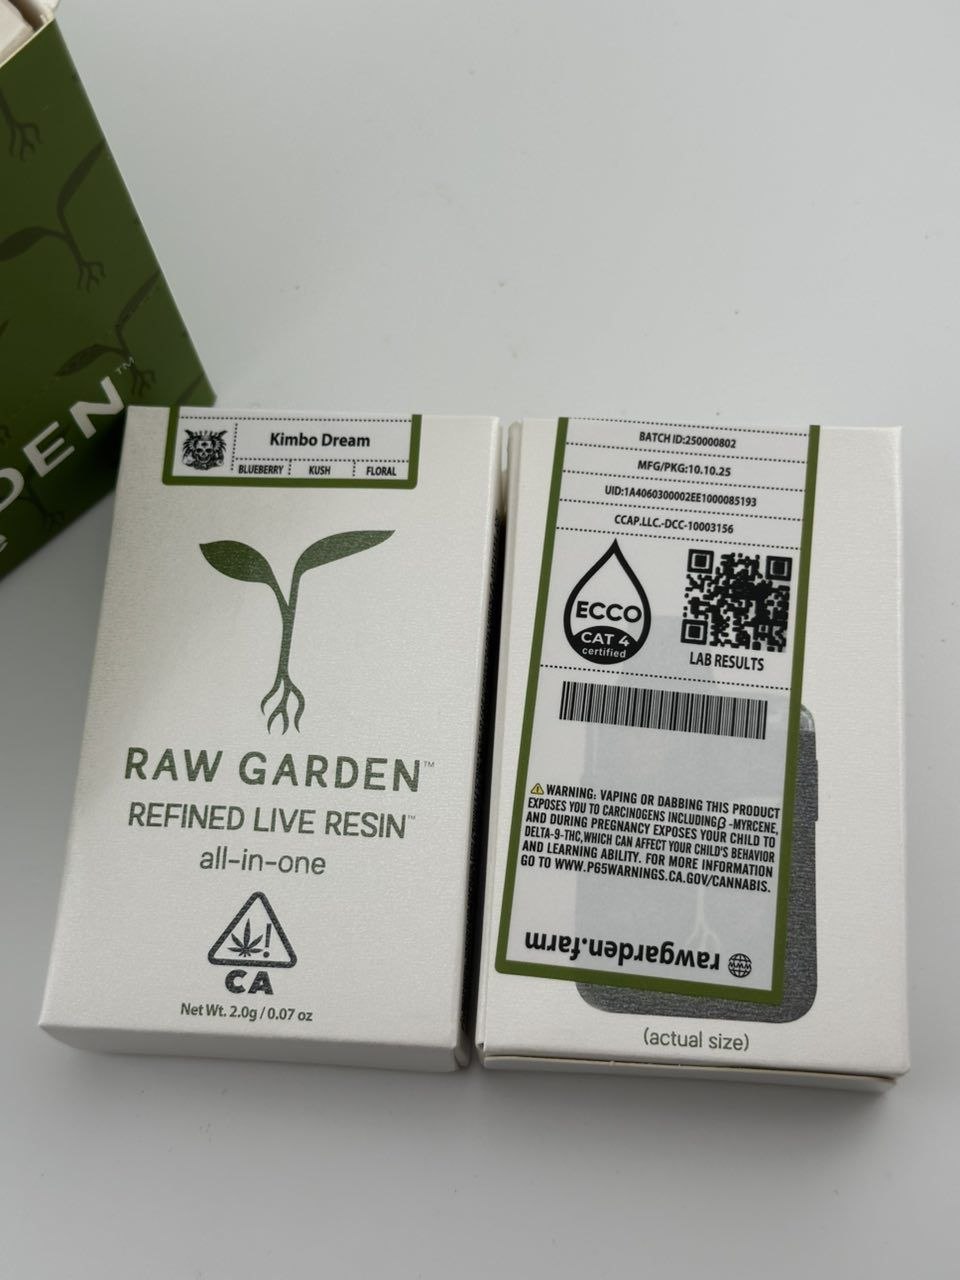 DEN™
e
Kimbo Dream
BLUEBERRY KUSH FLORAL
RAW GARDEN™
REFINED LIVE RESIN™
all-in-one
!
CA
Net Wt. 2.0g / 0.07 oz
BATCH ID:250000802
MFG/PKG:10.10.25
UID:1A4060300002EE1000085193
CCAP.LLC.-DCC-10003156
ECCO
CAT 4
certified
LAB RESULTS
WARNING: VAPING OR DABBING THIS PRODUCT
EXPOSES YOU TO CARCINOGENS INCLUDING β -MYRCENE,
AND DURING PREGNANCY EXPOSES YOUR CHILD TO
DELTA-9-THC,WHICH CAN AFFECT YOUR CHILD'S BEHAVIOR
AND LEARNING ABILITY. FOR MORE INFORMATION
GO TO WWW.P65WARNINGS.CA.GOV/CANNABIS.
www rawgarden.farm
(actual size)